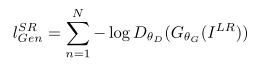 $l_{Gen}^{SR} = \sum_{n=1}^{N} -\log D_{\theta_D}(G_{\theta_G}(I^{LR}))$